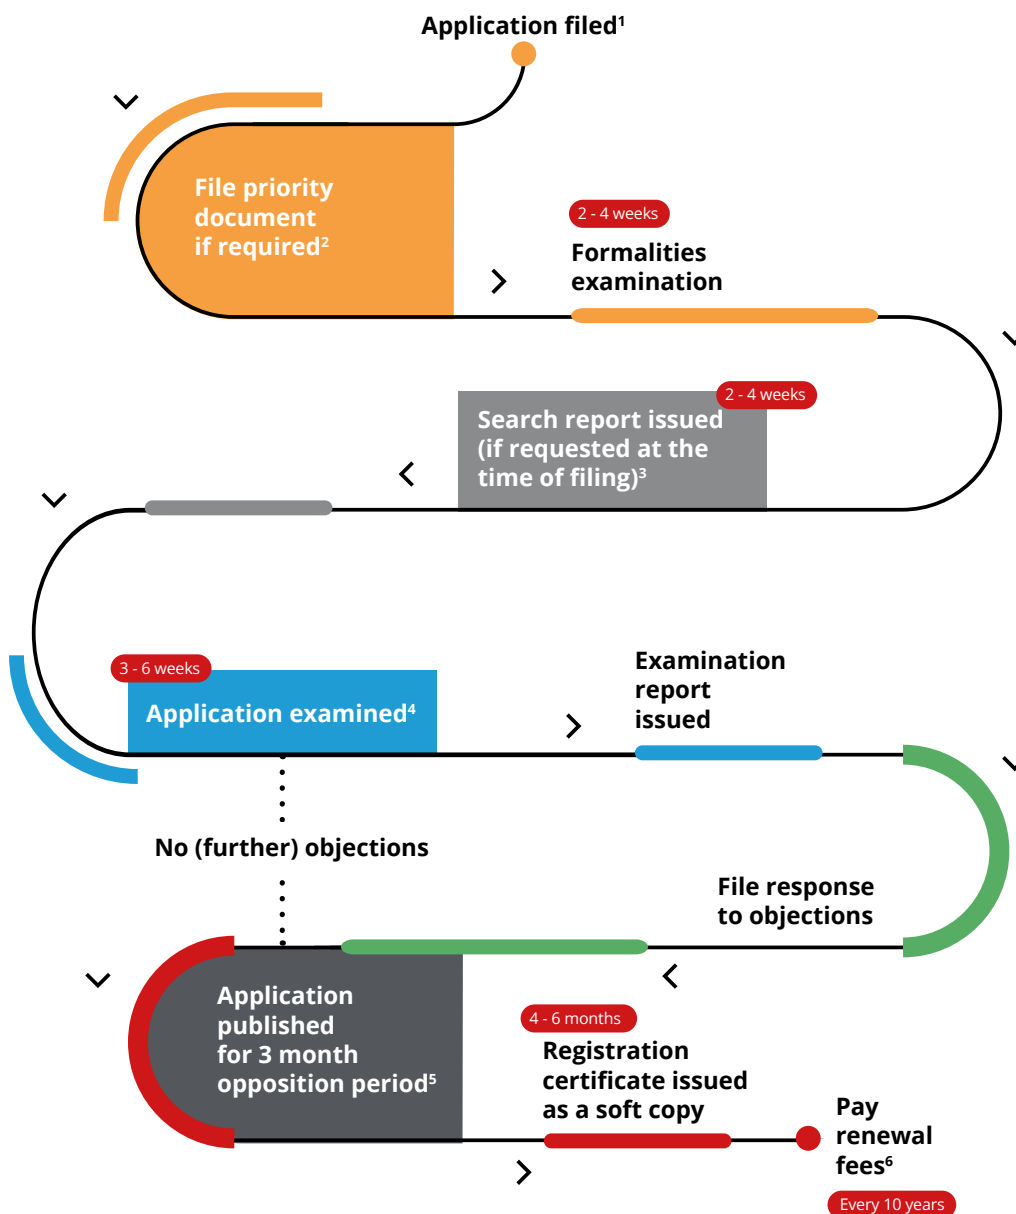 Application filed¹
File priority
document
if required²
2 - 4 weeks
Formalities
examination
2 - 4 weeks
Search report issued
(if requested at the
time of filing)³
3 - 6 weeks
Application examined⁴
Examination
report
issued
No (further) objections
File response
to objections
Application
published
for 3 month
opposition period⁵
4 - 6 months
Registration
certificate issued
as a soft copy
Pay
renewal
fees⁶
Every 10 years